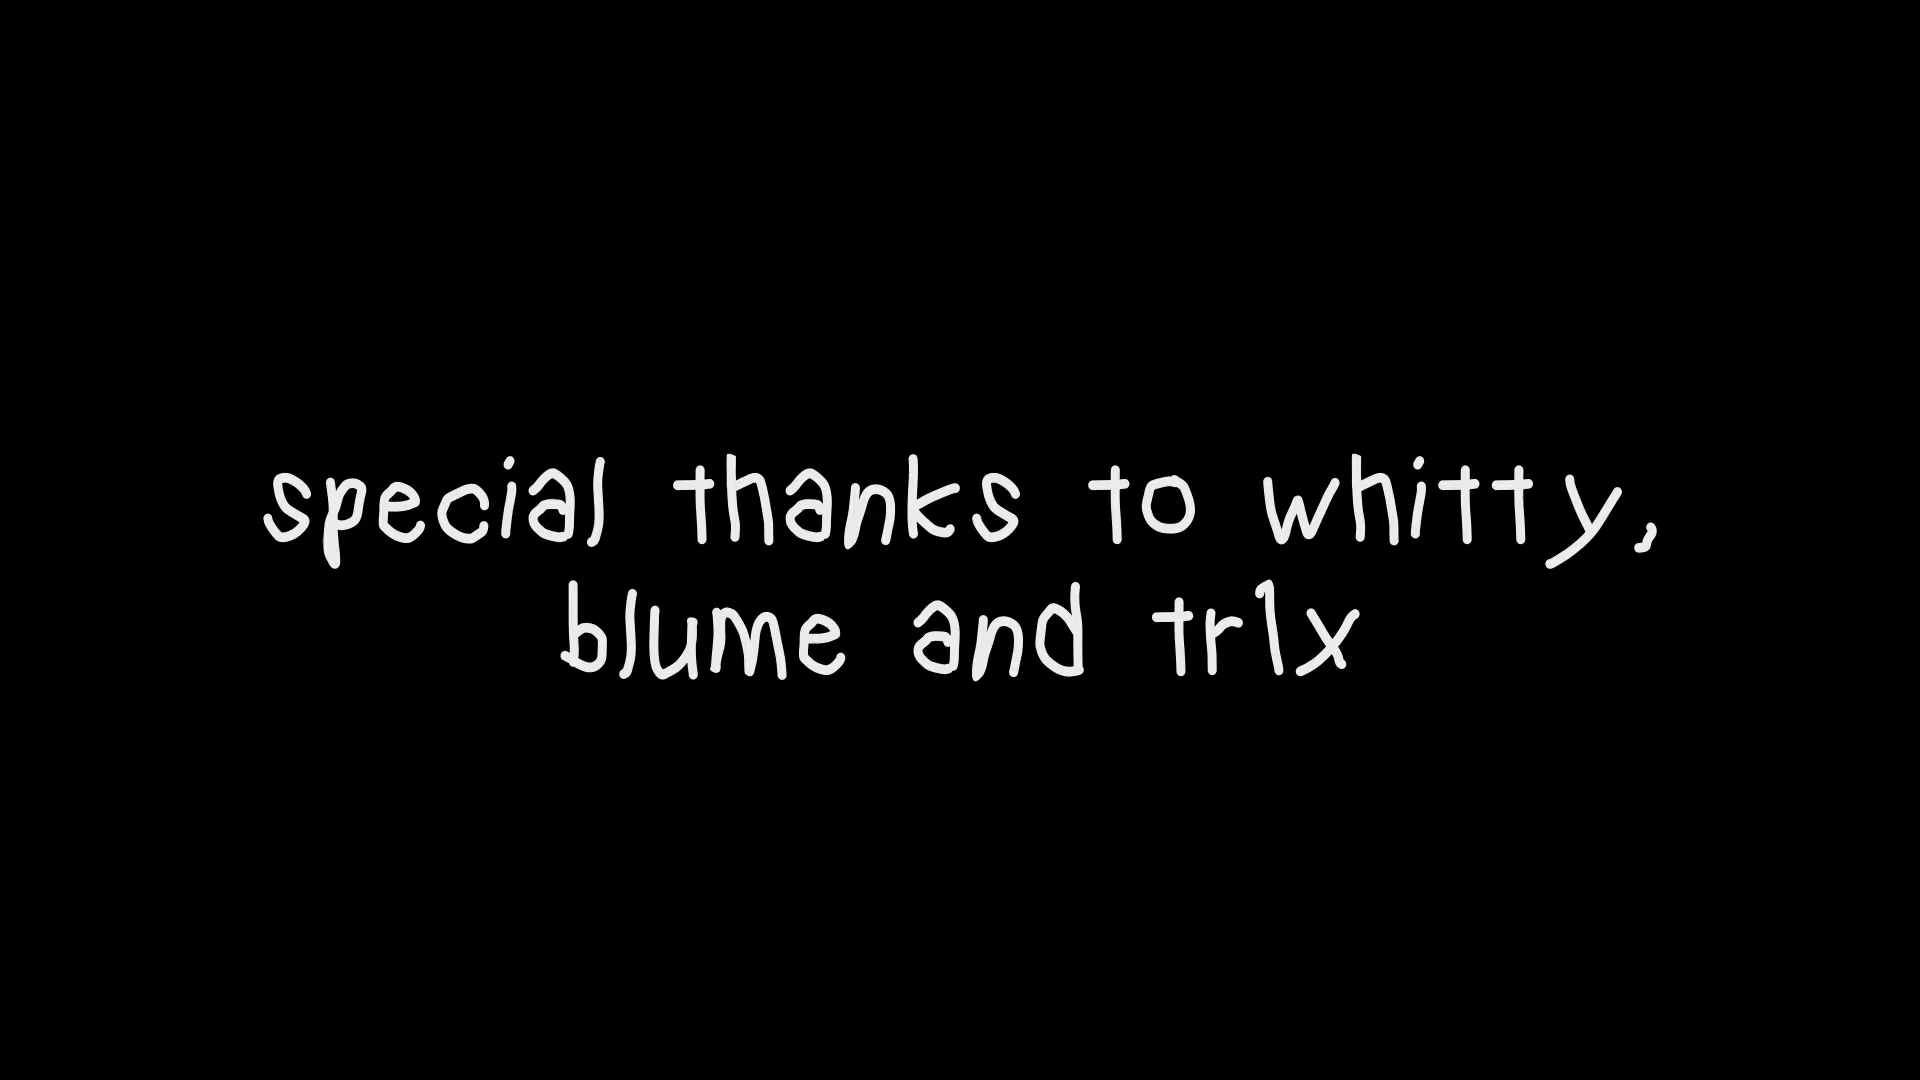 special thanks to whitty,
blume and tr1x